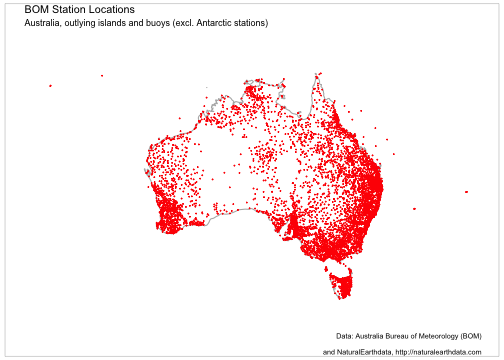 BOM Station Locations
Australia, outlying islands and buoys (excl. Antarctic stations)
Data: Australia Bureau of Meteorology (BOM)
and NaturalEarthdata, http://naturalearthdata.com